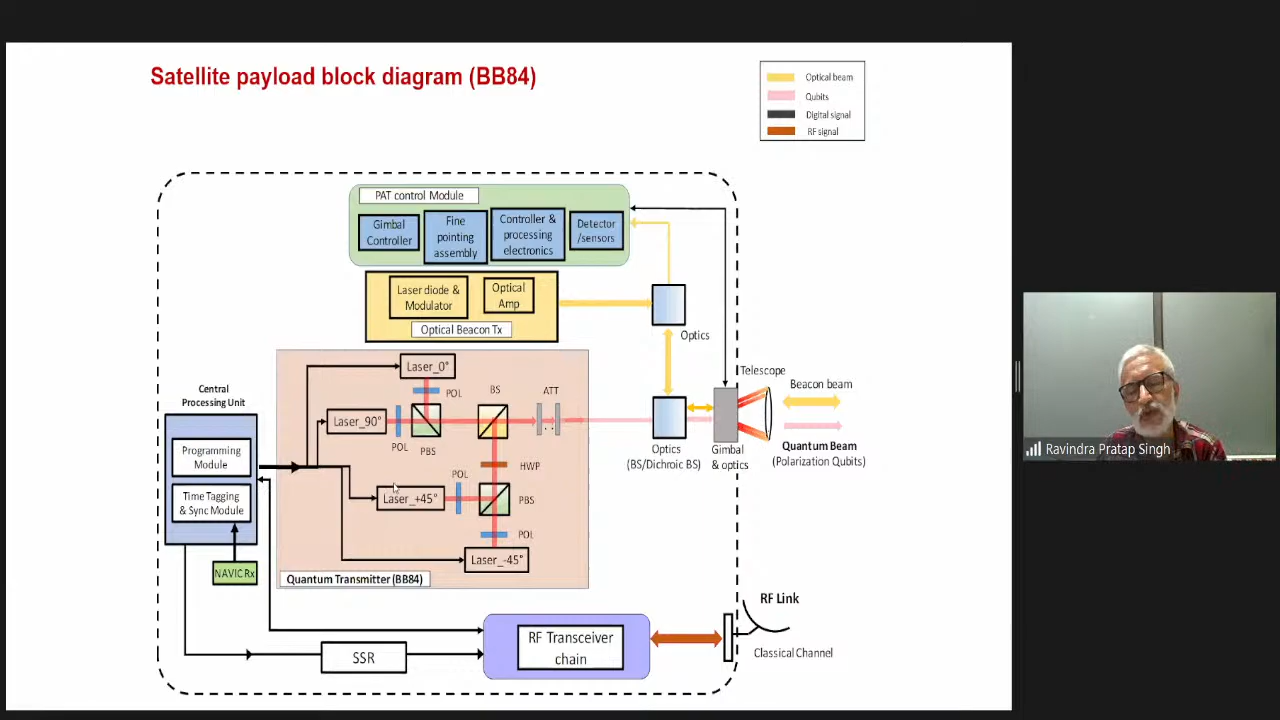 Satellite payload block diagram (BB84)
Optical beam
Qubits
Digital signal
RF signal
PAT control Module
Gimbal
Controller
Fine
pointing
assembly
Controller &
processing
electronics
Detector
/sensors
Laser diode &
Modulator
Optical
Amp
Optical Beacon Tx
Optics
Laser_0°
POL
BS
ATT
Laser_90°
POL
PBS
HWP
POL
Laser_+45°
PBS
POL
Laser_-45°
Quantum Transmitter (BB84)
Central
Processing Unit
Programming
Module
Time Tagging
& Sync Module
NAVIC Rx
Optics
(BS/Dichroic BS)
Telescope
Gimbal
& optics
Beacon beam
Quantum Beam
(Polarization Qubits)
SSR
RF Transceiver
chain
RF Link
Classical Channel
Ravindra Pratap Singh